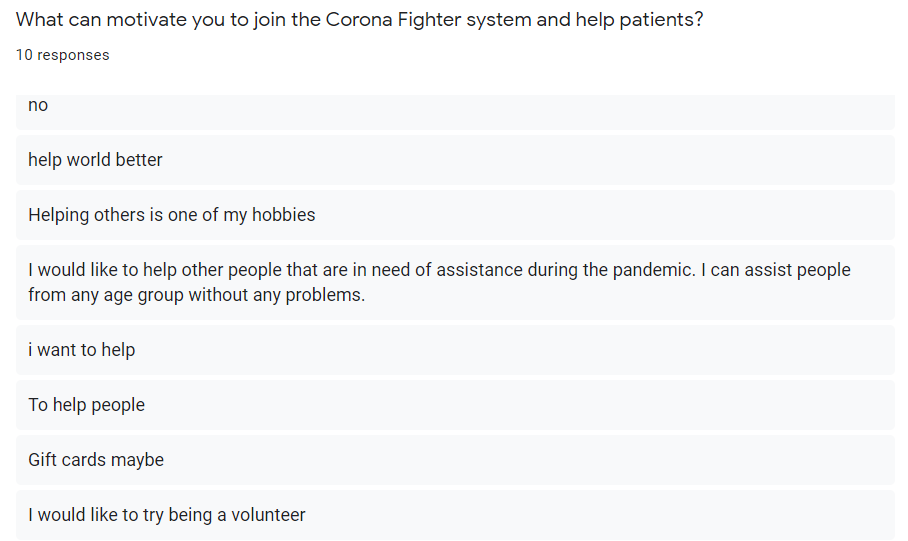 What can motivate you to join the Corona Fighter system and help patients?
10 responses
no
help world better
Helping others is one of my hobbies
I would like to help other people that are in need of assistance during the pandemic. I can assist people
from any age group without any problems.
i want to help
To help people
Gift cards maybe
I would like to try being a volunteer